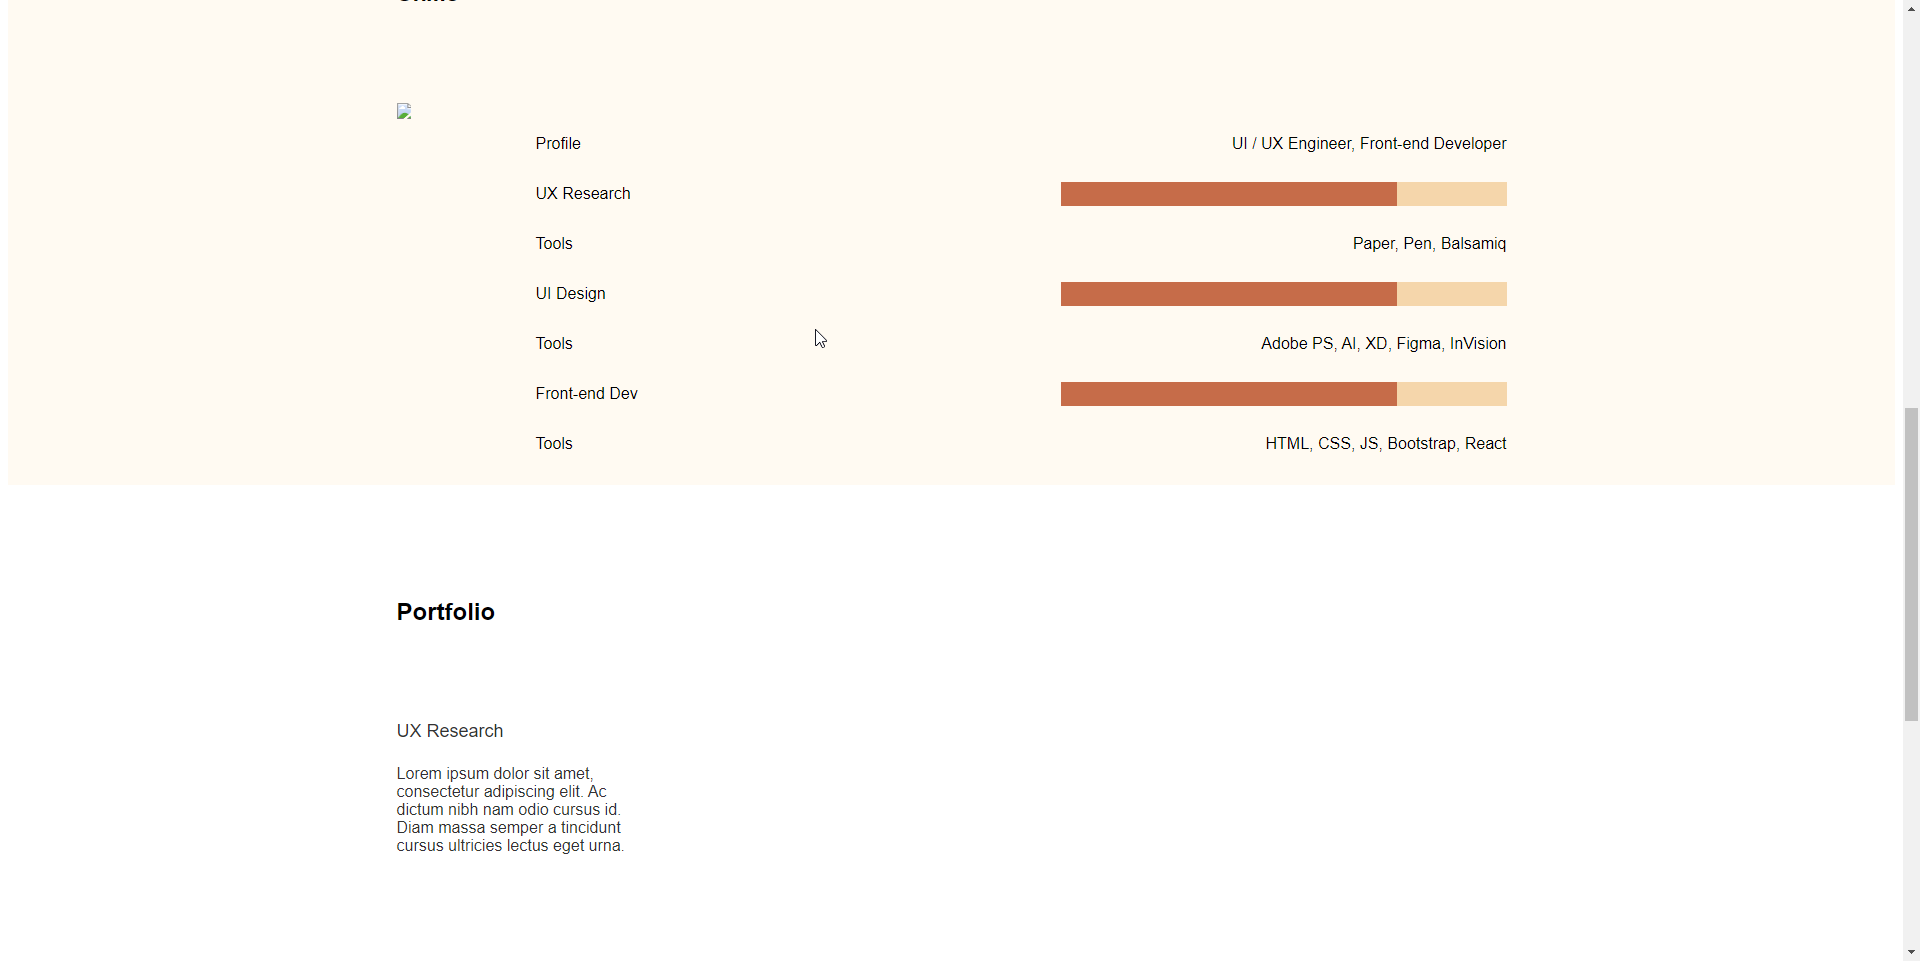 Profile UI / UX Engineer, Front-end Developer
UX Research
Tools Paper, Pen, Balsamiq
UI Design
Tools Adobe PS, AI, XD, Figma, InVision
Front-end Dev
Tools HTML, CSS, JS, Bootstrap, React
Portfolio
UX Research
Lorem ipsum dolor sit amet,
consectetur adipiscing elit. Ac
dictum nibh nam odio cursus id.
Diam massa semper a tincidunt
cursus ultricies lectus eget urna.